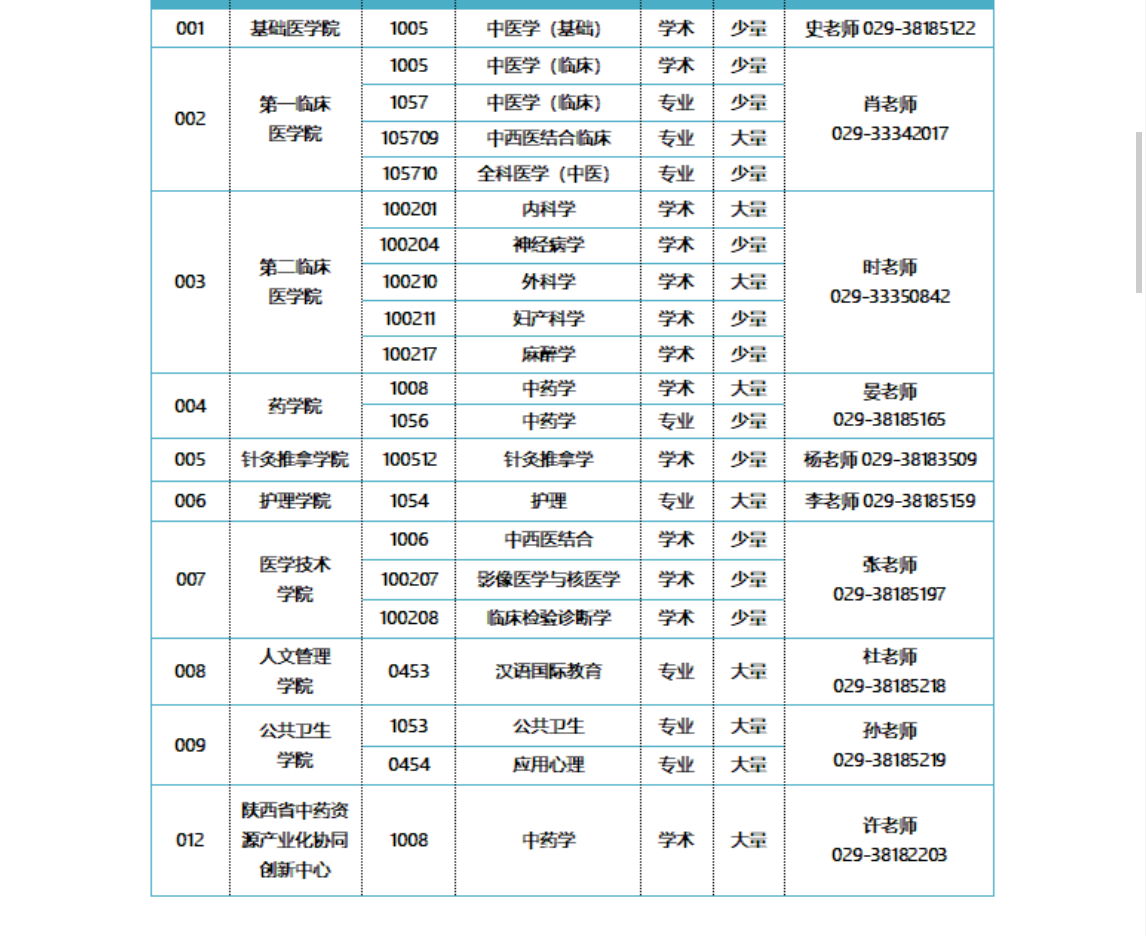 001 基础医学院 1005 中医学（基础） 学术 少量 史老师 029-38185122
002 第一临床
医学院
1005 中医学（临床） 学术 少量
1057 中医学（临床） 专业 少量
105709 中西医结合临床 专业 大量
105710 全科医学（中医） 专业 少量
肖老师
029-33342017
003 第二临床
医学院
100201 内科学 学术 大量
100204 神经病学 学术 少量
100210 外科学 学术 大量
100211 妇产科学 学术 少量
100217 麻醉学 学术 少量
时老师
029-33350842
004 药学院
1008 中药学 学术 大量
1056 中药学 专业 少量
晏老师
029-38185165
005 针灸推拿学院 100512 针灸推拿学 学术 少量 杨老师 029-38183509
006 护理学院 1054 护理 专业 大量 李老师 029-38185159
007 医学技术
学院
1006 中西医结合 学术 少量
100207 影像医学与核医学 学术 少量
100208 临床检验诊断学 学术 少量
张老师
029-38185197
008 人文管理
学院
0453 汉语国际教育 专业 大量
杜老师
029-38185218
009 公共卫生
学院
1053 公共卫生 专业 大量
0454 应用心理 专业 大量
孙老师
029-38185219
012 陕西省中药资
源产业化协同
创新中心
1008 中药学 学术 大量
许老师
029-38182203